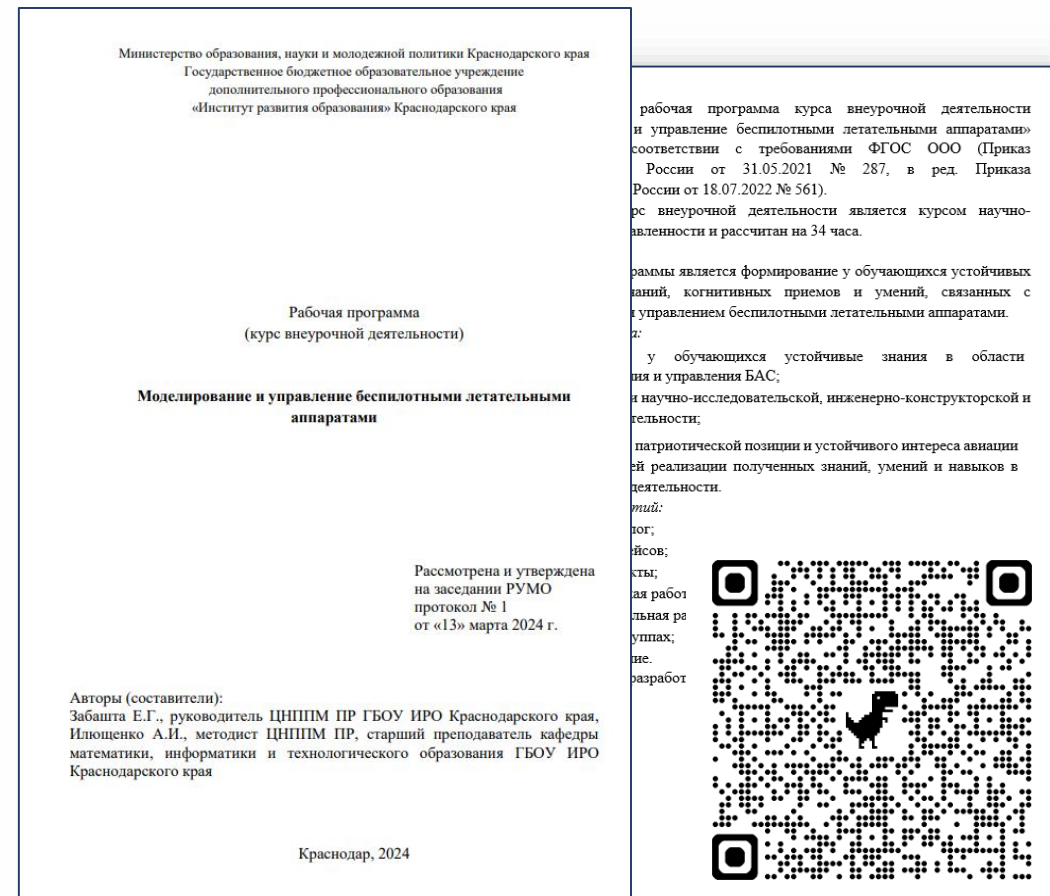 Министерство образования, науки и молодежной политики Краснодарского края
Государственное бюджетное образовательное учреждение
дополнительного профессионального образования
«Институт развития образования» Краснодарского края
Рабочая программа
(курс внеурочной деятельности)
Моделирование и управление беспилотными летательными
аппаратами
Рассмотрена и утверждена
на заседании РУМО
протокол № 1
от «13» марта 2024 г.
Авторы (составители):
Забашта Е.Г., руководитель ЦНППМ ПР ГБОУ ИРО Краснодарского края,
Илющенко А.И., методист ЦНППМ ПР, старший преподаватель кафедры
математики, информатики и технологического образования ГБОУ ИРО
Краснодарского края
Краснодар, 2024
рабочая программа курса внеурочной деятельности
и управление беспилотными летательными аппаратами»
соответствии с требованиями ФГОС ООО (Приказ
России от 31.05.2021 № 287, в ред. Приказа
России от 18.07.2022 № 561).
рс внеурочной деятельности является курсом научно-
авленности и рассчитан на 34 часа.
раммы является формирование у обучающихся устойчивых
наний, когнитивных приемов и умений, связанных с
и управлением беспилотными летательными аппаратами.
а:
у обучающихся устойчивые знания в области
ия и управления БАС;
и научно-исследовательской, инженерно-конструкторской и
тельности;
патриотической позиции и устойчивого интереса авиации
ей реализации полученных знаний, умений и навыков в
деятельности.
тий:
лог;
ейсов;
кты;
ая работ
льная ра
уппах;
ие.
разработ